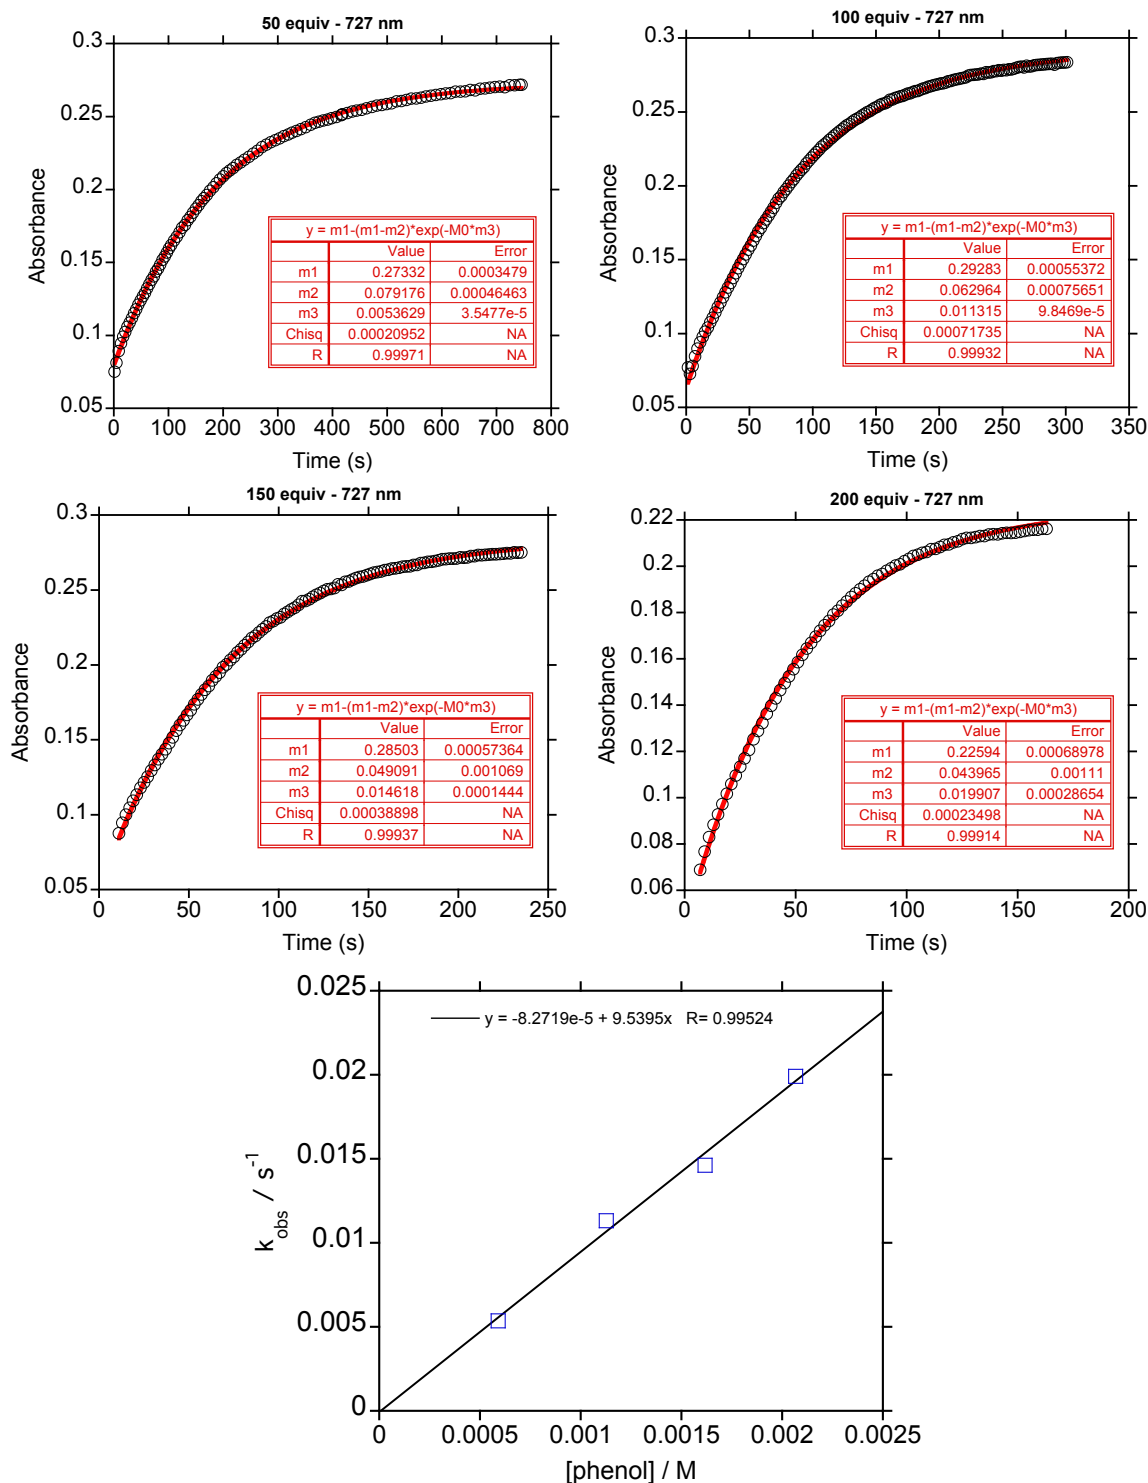 50 equiv - 727 nm
0.3
0.25
0.2
0.15
0.1
0.05
Absorbance
y = m1-(m1-m2)*exp(-M0*m3)
Value Error
m1 0.27332 0.0003479
m2 0.079176 0.00046463
m3 0.0053629 3.5477e-5
Chisq 0.00020952 NA
R 0.99971 NA
0 100 200 300 400 500 600 700 800
Time (s)
100 equiv - 727 nm
0.3
0.25
0.2
0.15
0.1
0.05
Absorbance
y = m1-(m1-m2)*exp(-M0*m3)
Value Error
m1 0.29283 0.00055372
m2 0.062964 0.00075651
m3 0.011315 9.8469e-5
Chisq 0.00071735 NA
R 0.99932 NA
0 50 100 150 200 250 300 350
Time (s)
150 equiv - 727 nm
0.3
0.25
0.2
0.15
0.1
0.05
Absorbance
y = m1-(m1-m2)*exp(-M0*m3)
Value Error
m1 0.28503 0.00057364
m2 0.049091 0.001069
m3 0.014618 0.0001444
Chisq 0.00038898 NA
R 0.99937 NA
0 50 100 150 200 250
Time (s)
200 equiv - 727 nm
0.22
0.2
0.18
0.16
0.14
0.12
0.1
0.08
0.06
Absorbance
y = m1-(m1-m2)*exp(-M0*m3)
Value Error
m1 0.22594 0.00068978
m2 0.043965 0.00111
m3 0.019907 0.00028654
Chisq 0.00023498 NA
R 0.99914 NA
0 50 100 150 200
Time (s)
0.025
0.02
0.015
0.01
0.005
0
k_obs / s^-1
y = -8.2719e-5 + 9.5395x R= 0.99524
0 0.0005 0.001 0.0015 0.002 0.0025
[phenol] / M